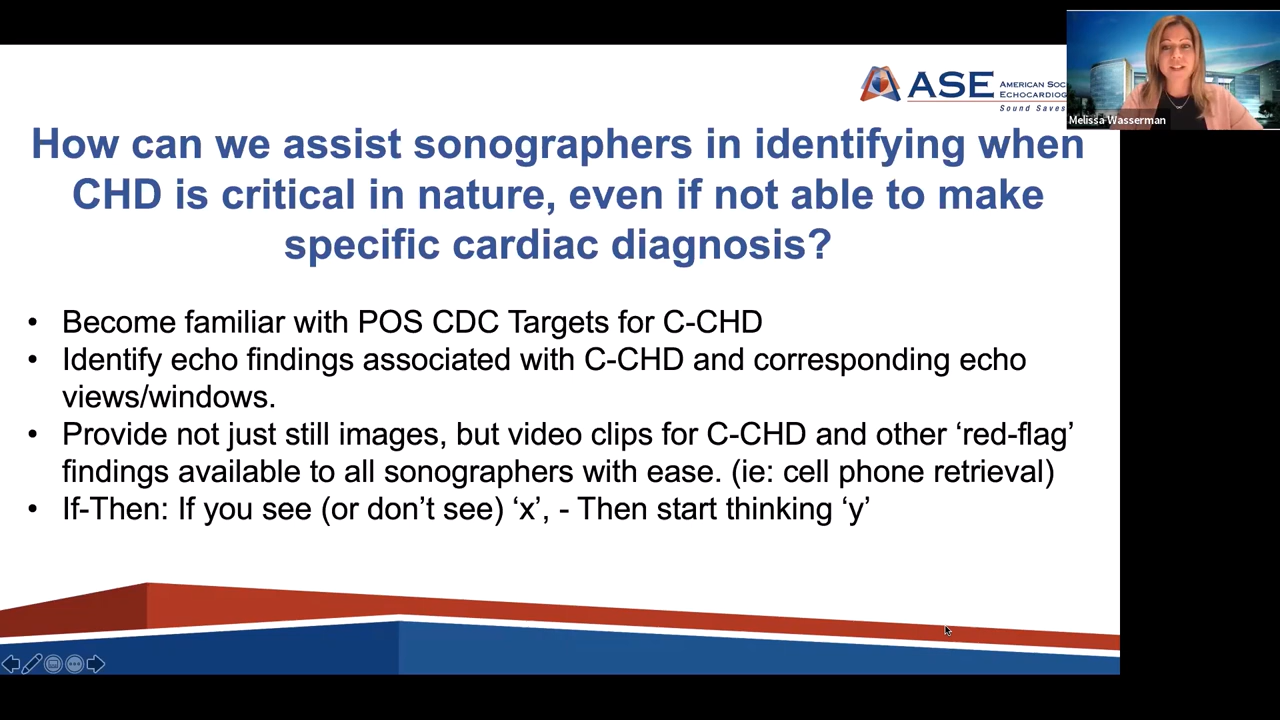 ASE
AMERICAN SOC
ECHOCARDIOG
Sound Saves
Melissa Wasserman
How can we assist sonographers in identifying when
CHD is critical in nature, even if not able to make
specific cardiac diagnosis?
• Become familiar with POS CDC Targets for C-CHD
• Identify echo findings associated with C-CHD and corresponding echo
views/windows.
• Provide not just still images, but video clips for C-CHD and other ‘red-flag’
findings available to all sonographers with ease. (ie: cell phone retrieval)
• If-Then: If you see (or don’t see) ‘x’, - Then start thinking ‘y’